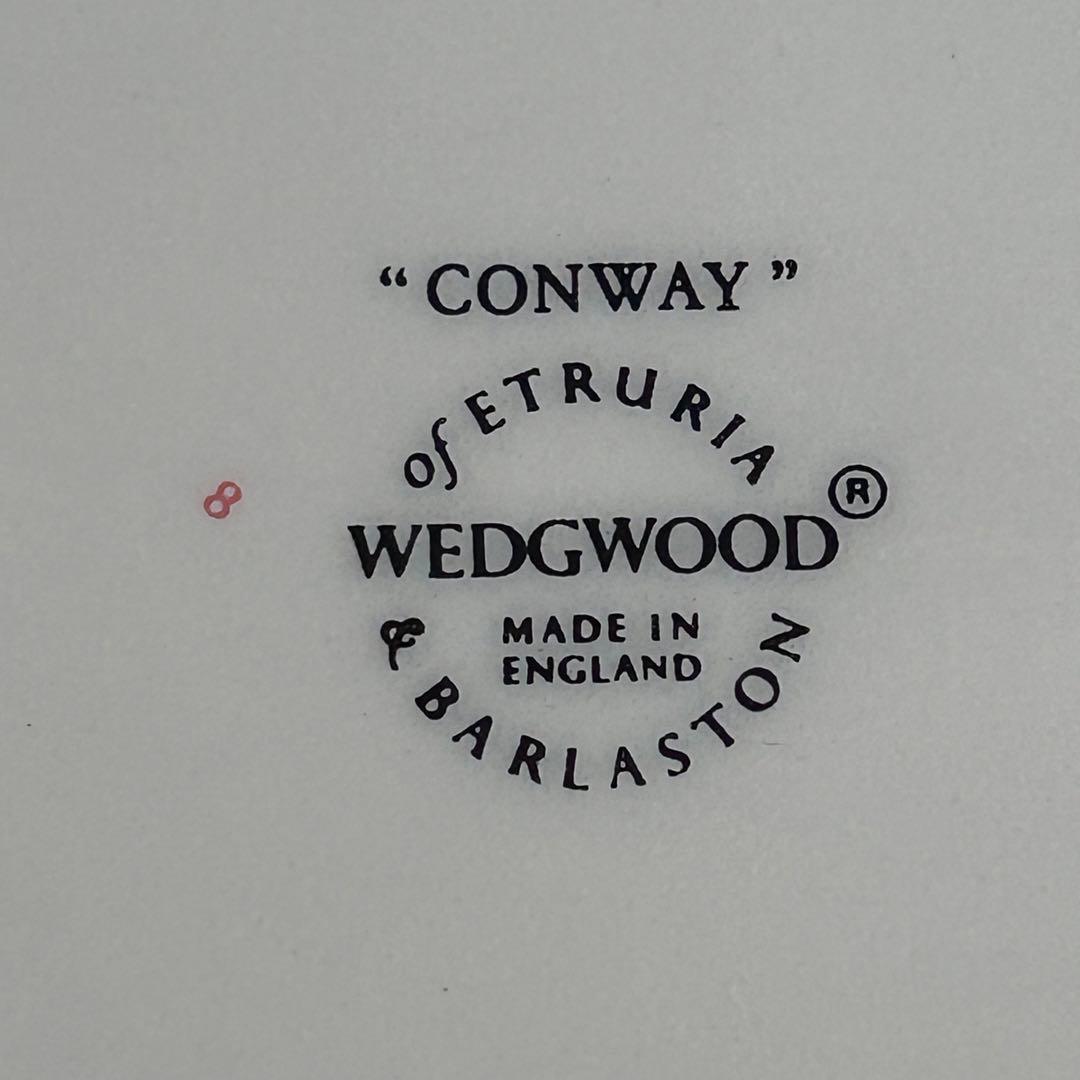 “CONWAY”
of ETRURIA
WEDGWOOD®
MADE IN
ENGLAND
& BARLASTON
8